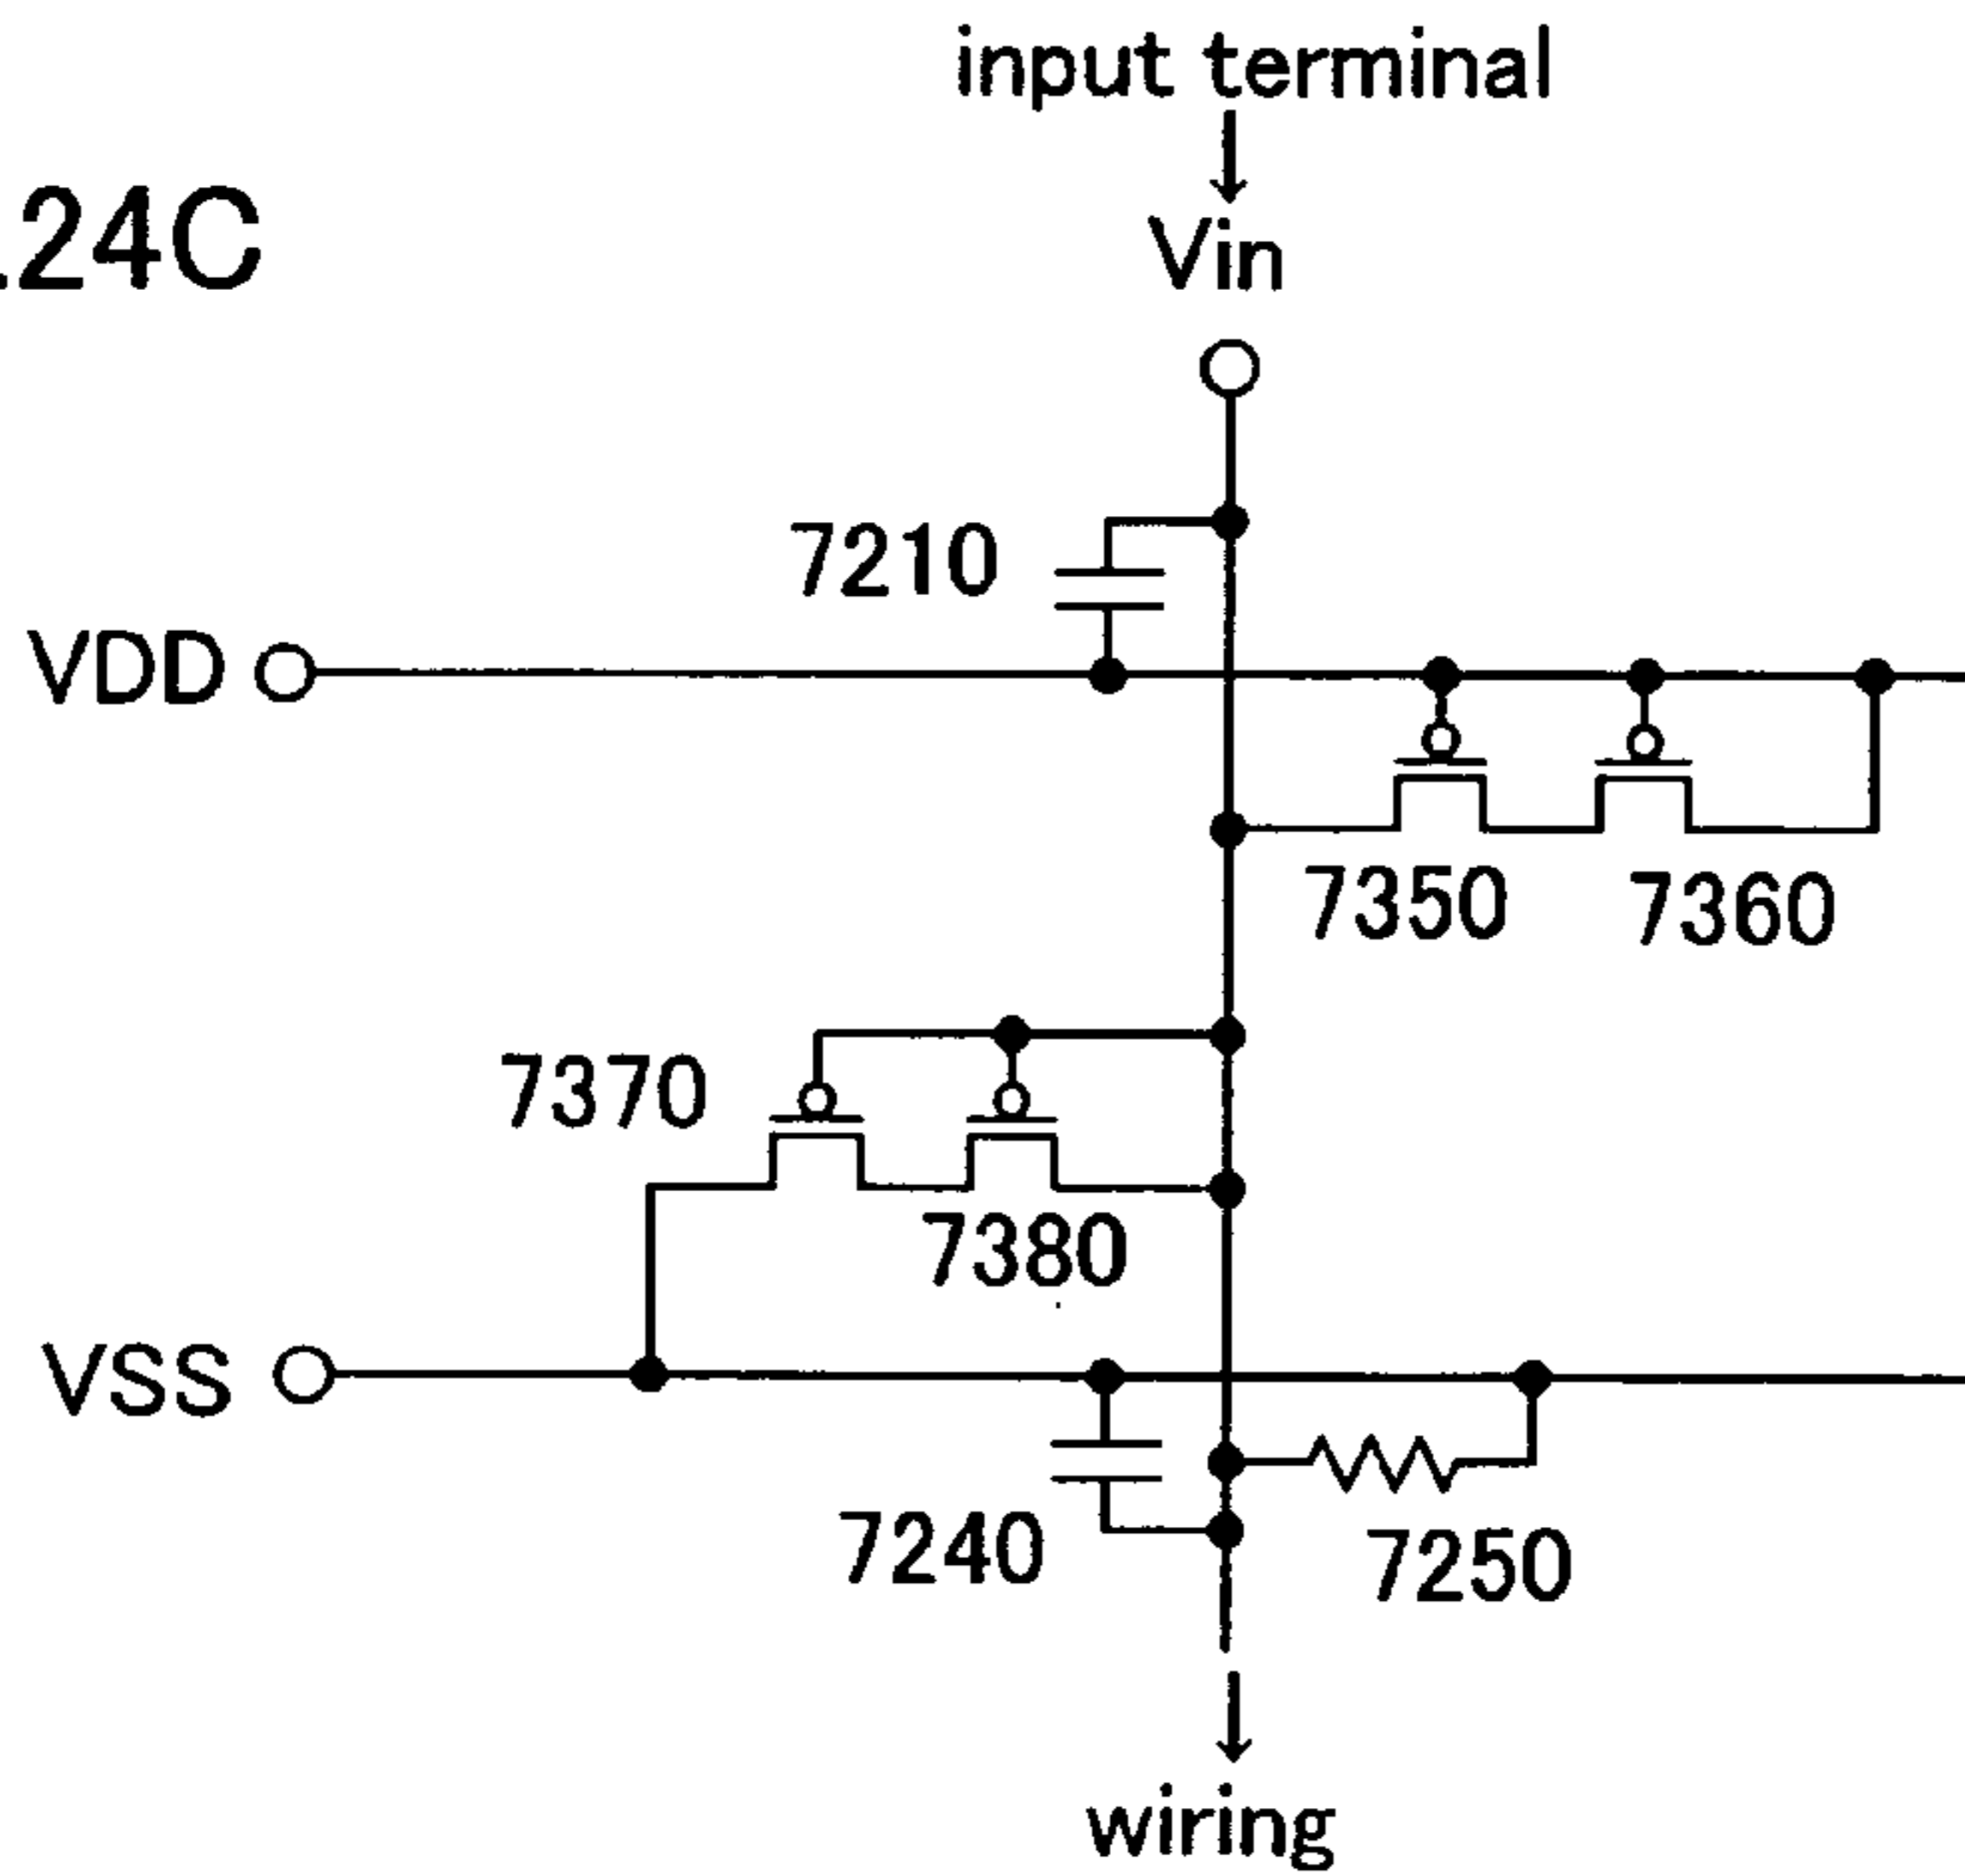 input terminal
.24C
Vin
7210
VDD
7350
7360
7370
7380
VSS
7240
7250
wiring